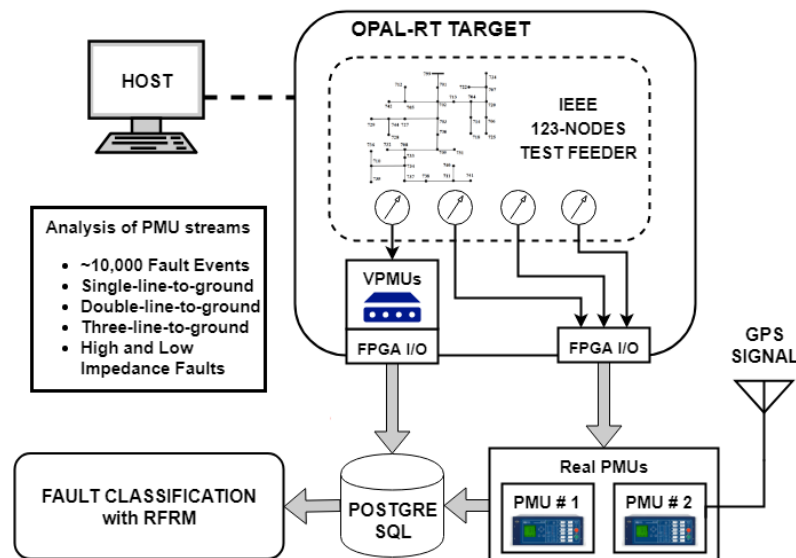 OPAL-RT TARGET
HOST
IEEE
123-NODES
TEST FEEDER
Analysis of PMU streams
• ~10,000 Fault Events
• Single-line-to-ground
• Double-line-to-ground
• Three-line-to-ground
• High and Low
Impedance Faults
VPMUs
FPGA I/O
FPGA I/O
GPS
SIGNAL
Real PMUs
PMU # 1
PMU # 2
POSTGRE
SQL
FAULT CLASSIFICATION
with RFRM